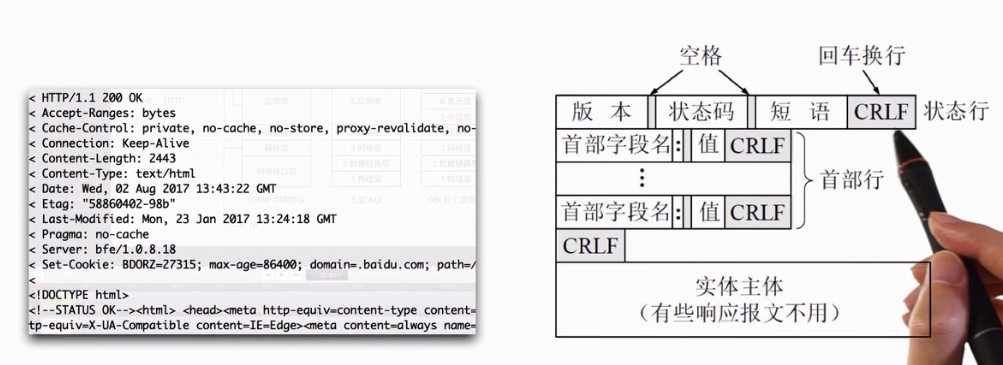 < HTTP/1.1 200 OK
< Accept-Ranges: bytes
< Cache-Control: private, no-cache, no-store, proxy-revalidate, no-
< Connection: Keep-Alive
< Content-Length: 2443
< Content-Type: text/html
< Date: Wed, 02 Aug 2017 13:43:22 GMT
< Etag: "58860402-98b"
< Last-Modified: Mon, 23 Jan 2017 13:24:18 GMT
< Pragma: no-cache
< Server: bfe/1.0.8.18
< Set-Cookie: BDORZ=27315; max-age=86400; domain=.baidu.com; path=/
<
<!DOCTYPE html>
<!--STATUS OK--><html> <head><meta http-equiv=content-type content=
tp-equiv=X-UA-Compatible content=IE=Edge><meta content=always name=
空格 回车换行
版 本 状态码 短 语 CRLF 状态行
首部字段名: 值 CRLF
⋮ 首部行
首部字段名: 值 CRLF
CRLF
实体主体
(有些响应报文不用)